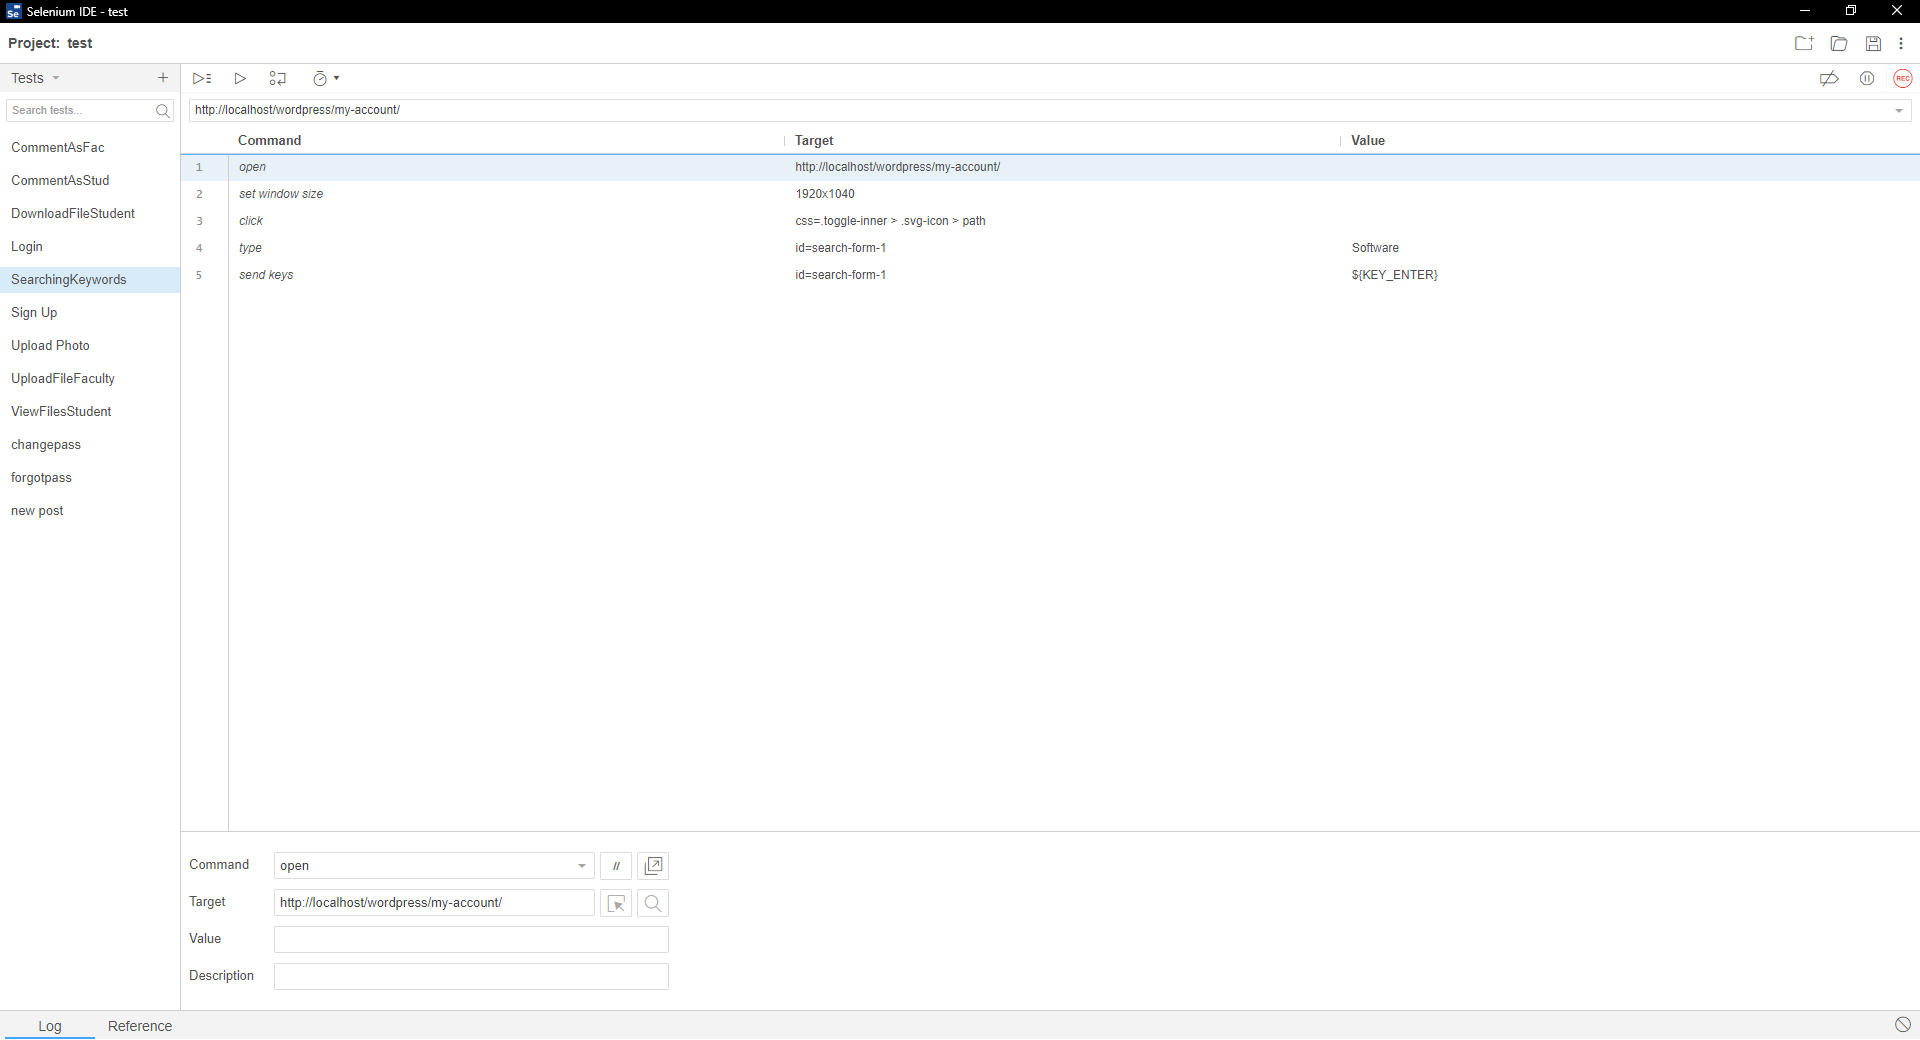 Selenium IDE - test
Project: test
Tests
Search tests...
http://localhost/wordpress/my-account/
Command Target Value
CommentAsFac
CommentAsStud
DownloadFileStudent
Login
SearchingKeywords
Sign Up
Upload Photo
UploadFileFaculty
ViewFilesStudent
changepass
forgotpass
new post
1 open http://localhost/wordpress/my-account/
2 set window size 1920x1040
3 click css=.toggle-inner > .svg-icon > path
4 type id=search-form-1 Software
5 send keys id=search-form-1 ${KEY_ENTER}
REC
Command open //
Target http://localhost/wordpress/my-account/
Value
Description
Log Reference